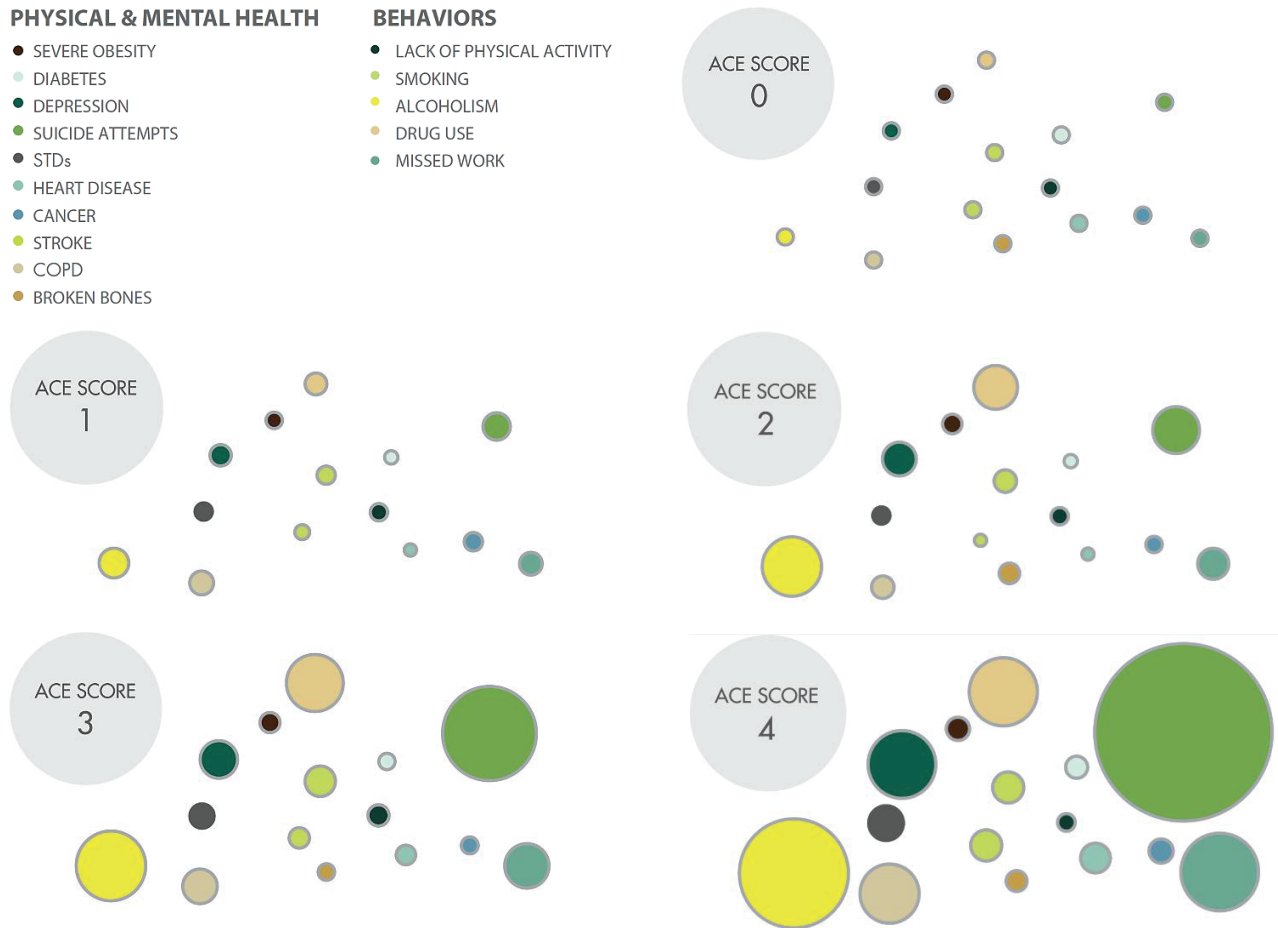 PHYSICAL & MENTAL HEALTH
SEVERE OBESITY
DIABETES
DEPRESSION
SUICIDE ATTEMPTS
STDs
HEART DISEASE
CANCER
STROKE
COPD
BROKEN BONES
BEHAVIORS
LACK OF PHYSICAL ACTIVITY
SMOKING
ALCOHOLISM
DRUG USE
MISSED WORK
ACE SCORE
0
ACE SCORE
1
ACE SCORE
2
ACE SCORE
3
ACE SCORE
4